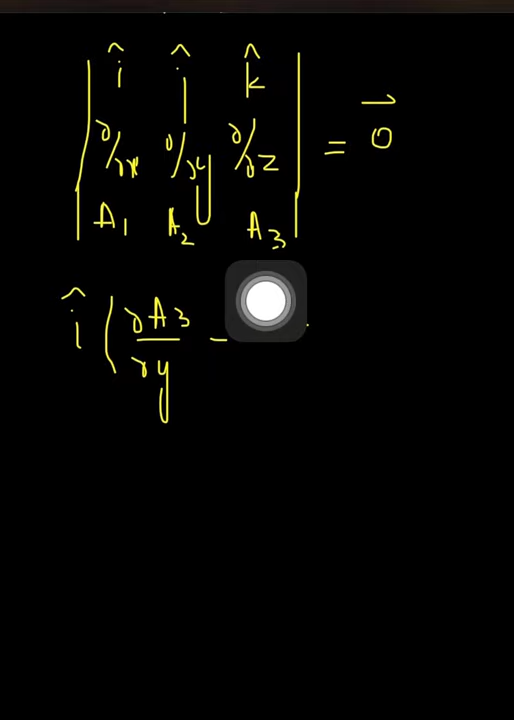 | î ĵ k̂ |
| ∂/∂x ∂/∂y ∂/∂z | = 0⃗
| A₁ A₂ A₃ |
î ( ∂A₃/∂y −